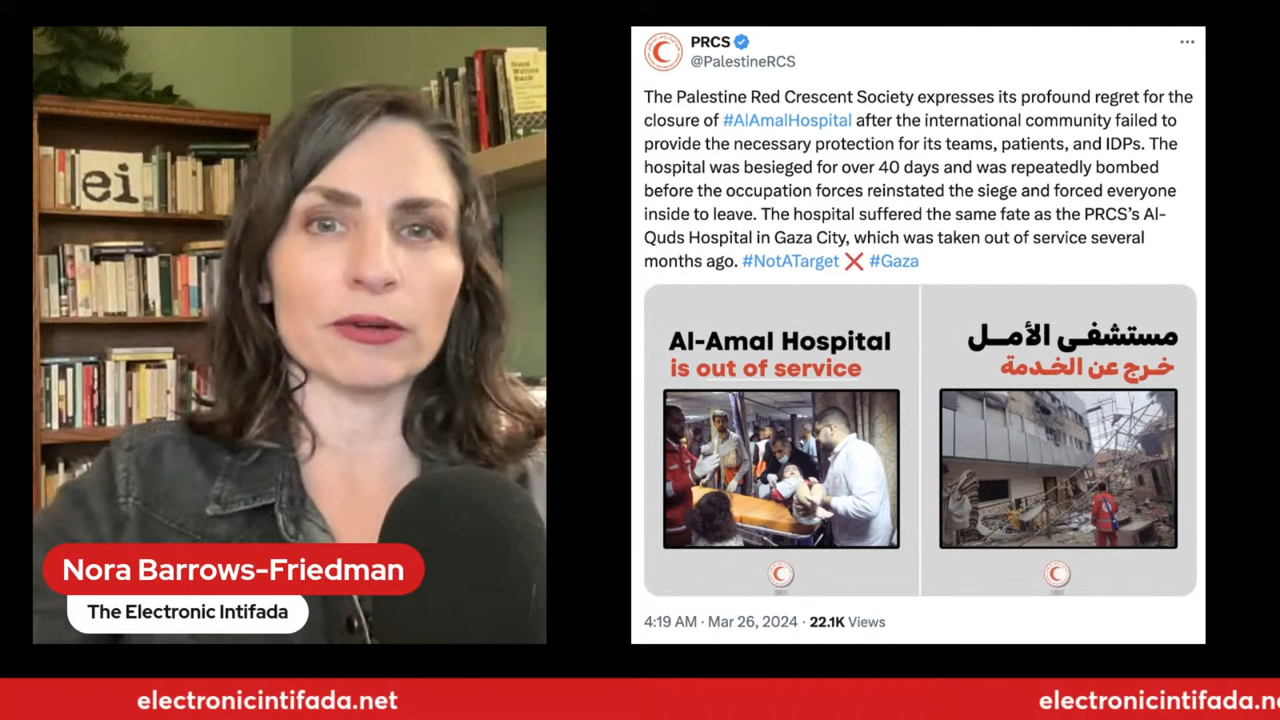 ei
Nora Barrows-Friedman
The Electronic Intifada
PRCS
@PalestineRCS
The Palestine Red Crescent Society expresses its profound regret for the
closure of #AlAmalHospital after the international community failed to
provide the necessary protection for its teams, patients, and IDPs. The
hospital was besieged for over 40 days and was repeatedly bombed
before the occupation forces reinstated the siege and forced everyone
inside to leave. The hospital suffered the same fate as the PRCS's Al-
Quds Hospital in Gaza City, which was taken out of service several
months ago. #NotATarget ❌ #Gaza
Al-Amal Hospital
is out of service
مستشفى الأمل
خرج عن الخدمة
4:19 AM · Mar 26, 2024 · 22.1K Views
electronicintifada.net
electronicintifada.ne